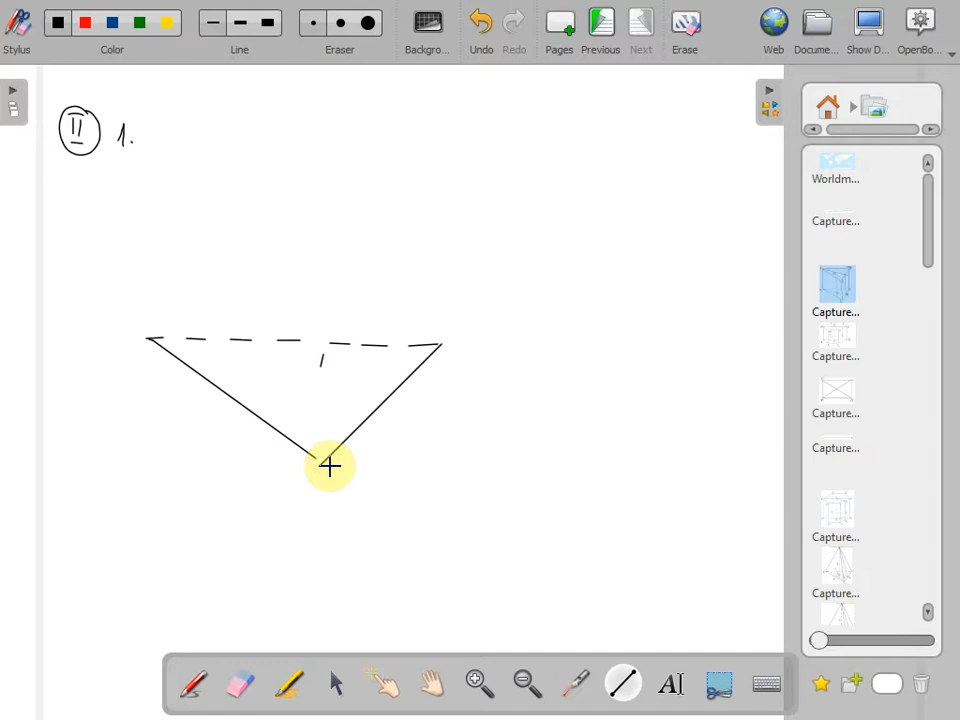 Stylus
Color
Line
Eraser
Backgro...
Undo
Redo
Pages
Previous
Next
Erase
Web
Docume...
Show D...
OpenBo...
II 1.
Worldm...
Capture...
Capture...
Capture...
Capture...
Capture...
Capture...
Capture...